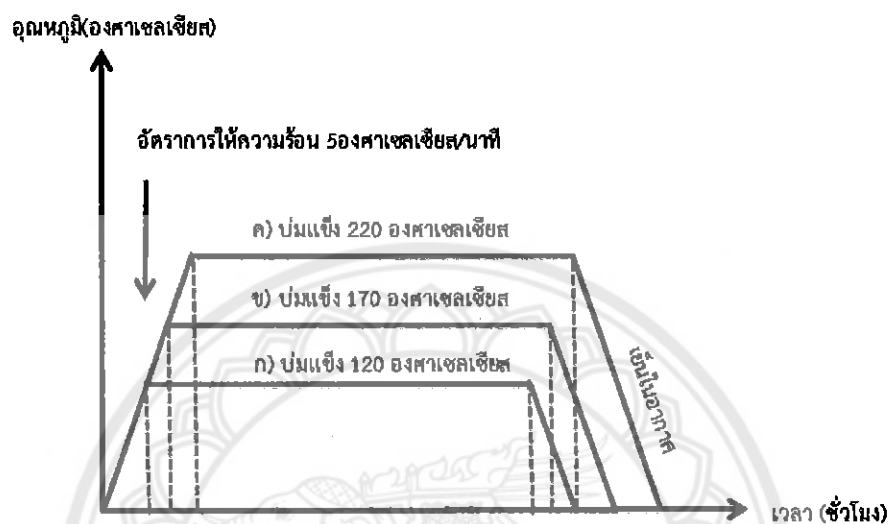 อุณหภูมิ(องศาเซลเซียส)
อัตราการให้ความร้อน 5องศาเซลเซียส/นาที
ค) บ่มแข็ง 220 องศาเซลเซียส
ข) บ่มแข็ง 170 องศาเซลเซียส
ก) บ่มแข็ง 120 องศาเซลเซียส
เย็นในอากาศ
เวลา (ชั่วโมง)